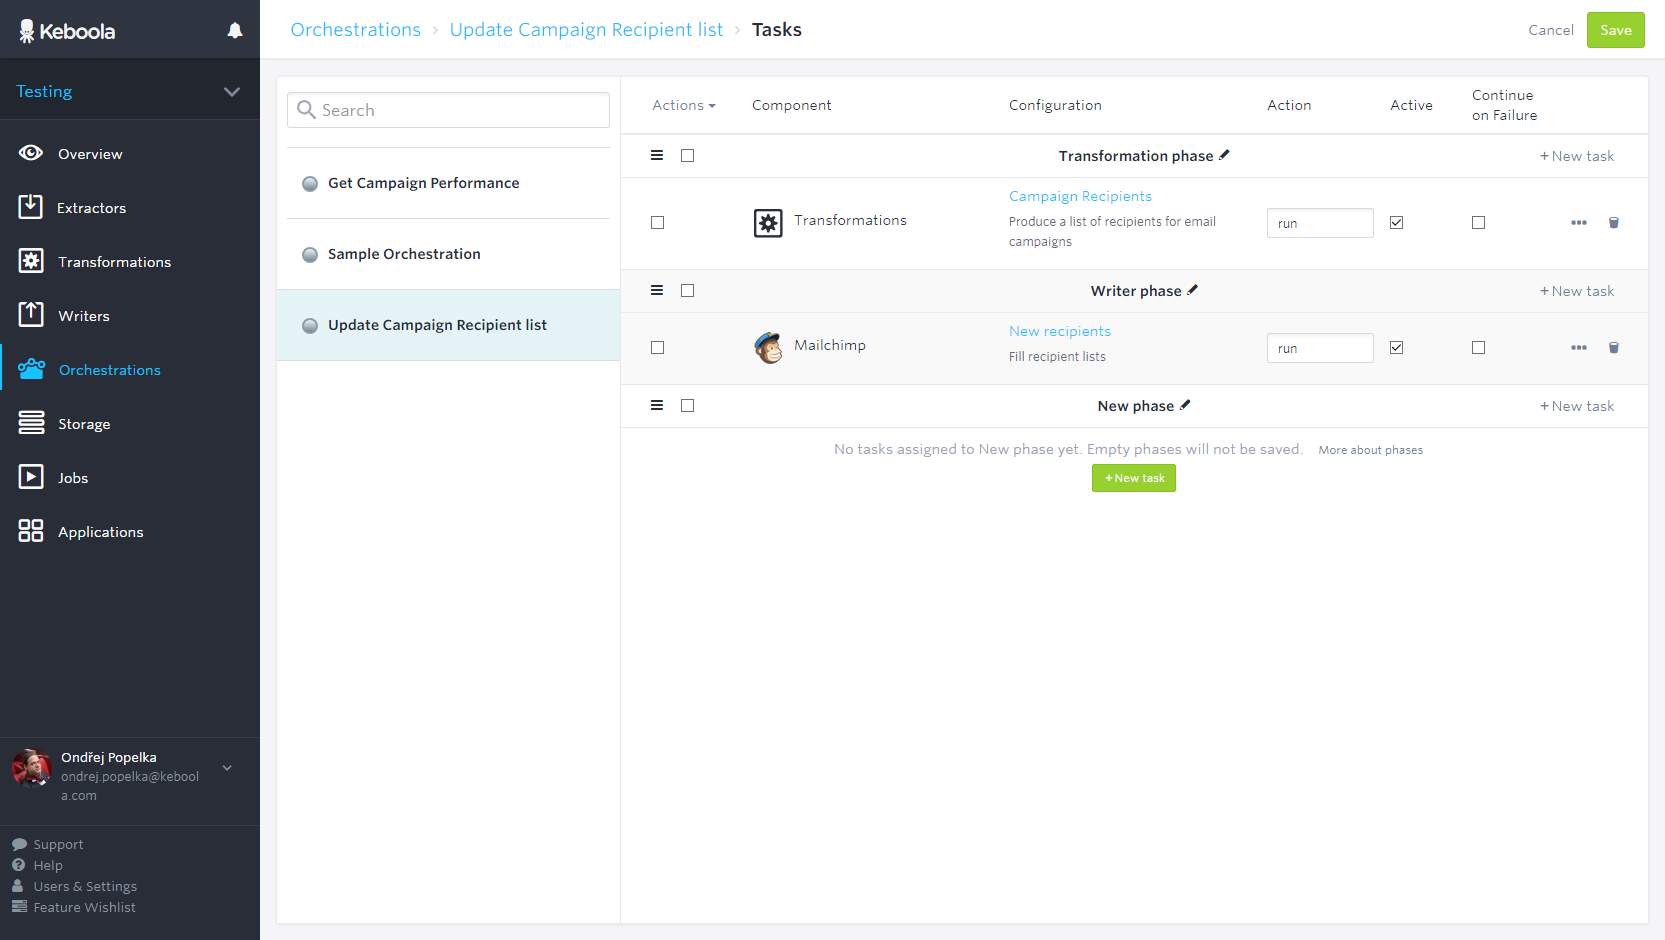 Keboola
Testing
Overview
Extractors
Transformations
Writers
Orchestrations
Storage
Jobs
Applications
Ondřej Popelka
ondrej.popelka@kebool
a.com
Support
Help
Users & Settings
Feature Wishlist
Orchestrations › Update Campaign Recipient list › Tasks
Cancel
Save
Search
Get Campaign Performance
Sample Orchestration
Update Campaign Recipient list
Actions Component Configuration Action Active Continue
on Failure
Transformation phase + New task
Campaign Recipients
Transformations
Produce a list of recipients for email
campaigns
run
Writer phase + New task
New recipients
Mailchimp
Fill recipient lists
run
New phase + New task
No tasks assigned to New phase yet. Empty phases will not be saved. More about phases
+ New task